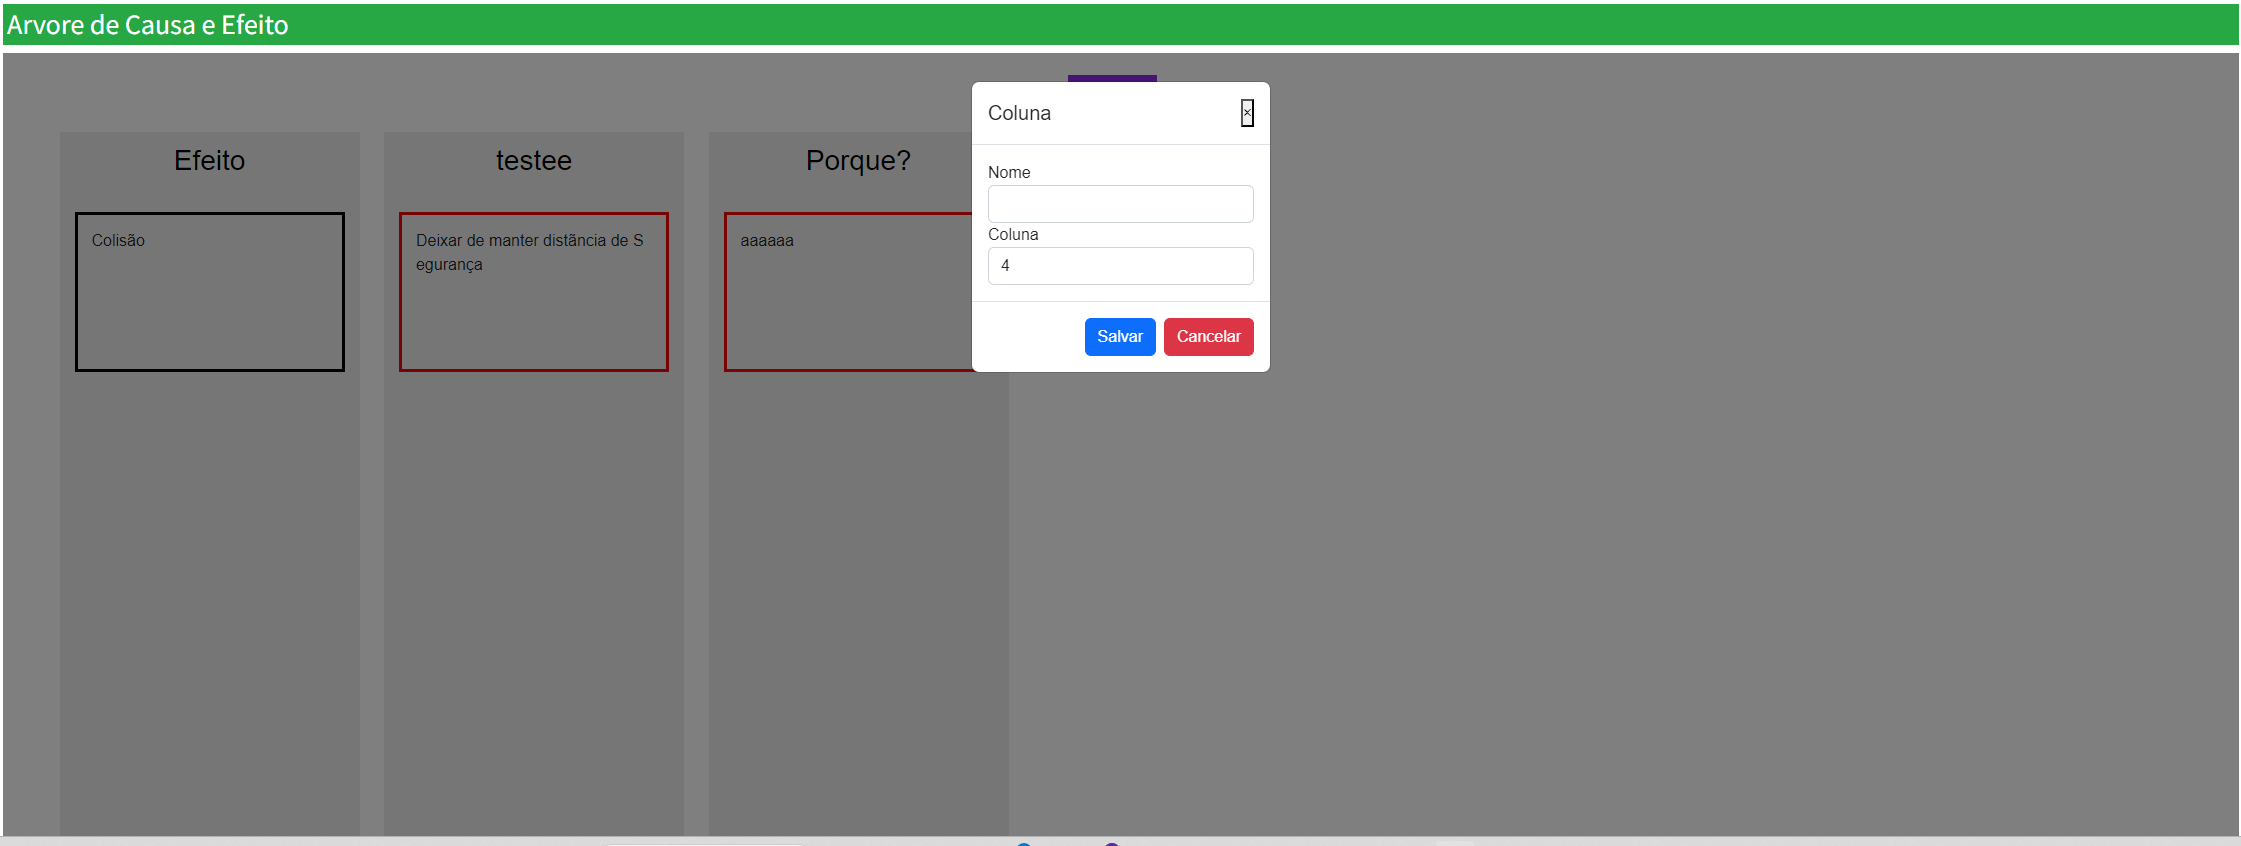 Arvore de Causa e Efeito
Efeito
testee
Porque?
Colisão
Deixar de manter distãncia de S
egurança
aaaaaa
Coluna
×
Nome
Coluna
4
Salvar
Cancelar